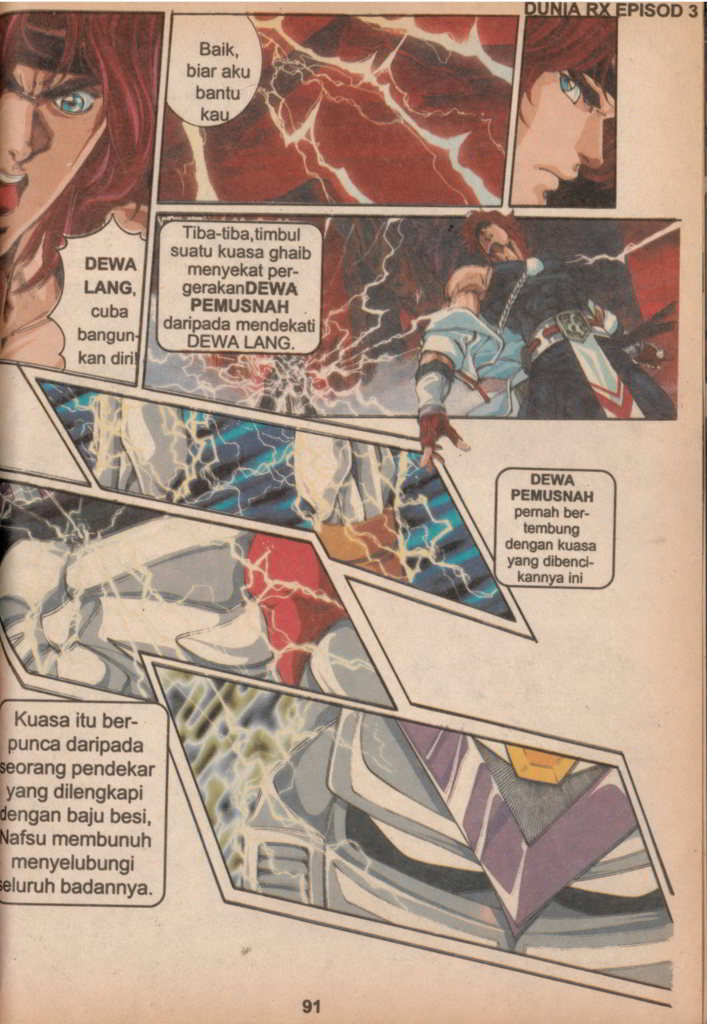 DUNIA RX EPISOD 3
Baik,
biar aku
bantu
kau
DEWA
LANG,
cuba
bangun-
kan diri!
Tiba-tiba,timbul
suatu kuasa ghaib
menyekat per-
gerakanDEWA
PEMUSNAH
daripada mendekati
DEWA LANG.
DEWA
PEMUSNAH
pernah ber-
tembung
dengan kuasa
yang dibenci-
kannya ini
Kuasa itu ber-
punca daripada
seorang pendekar
yang dilengkapi
dengan baju besi,
Nafsu membunuh
menyelubungi
seluruh badannya.
91